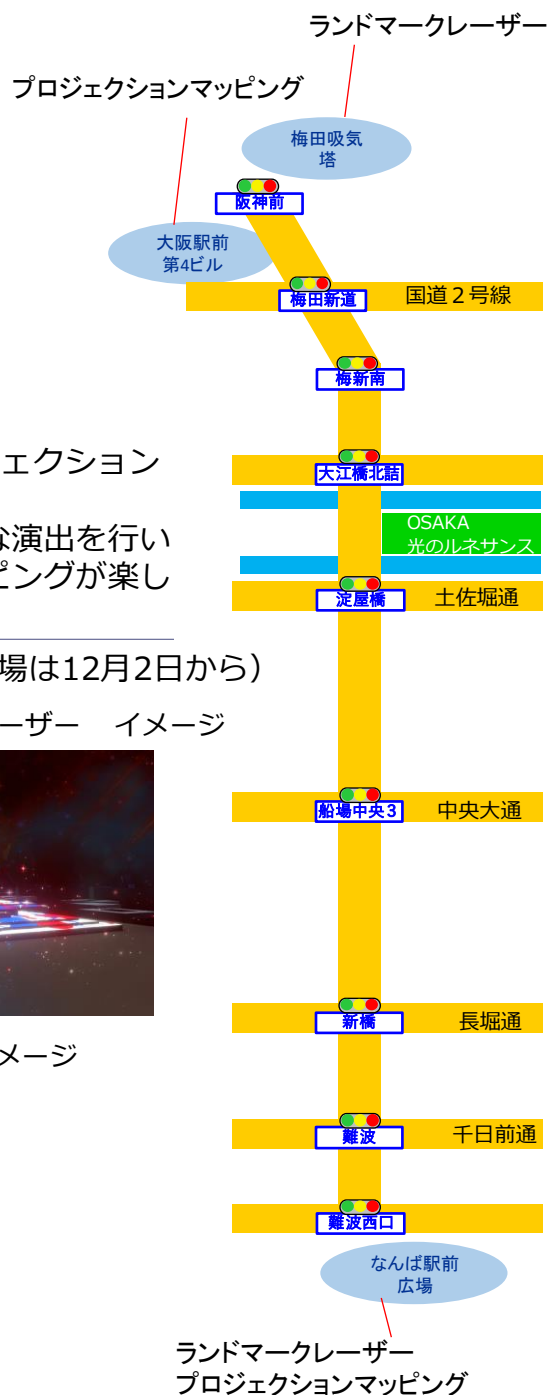 ランドマークレーザー
プロジェクションマッピング
梅田吸気
塔
阪神前
大阪駅前
第4ビル
梅田新道
国道２号線
梅新南
ェクション
大江橋北詰
な演出を行い
OSAKA
光のルネサンス
ピングが楽し
淀屋橋
土佐堀通
場は12月2日から）
ーザー　イメージ
船場中央３
中央大通
新橋
長堀通
メージ
難波
千日前通
難波西口
なんば駅前
広場
ランドマークレーザー
プロジェクションマッピング